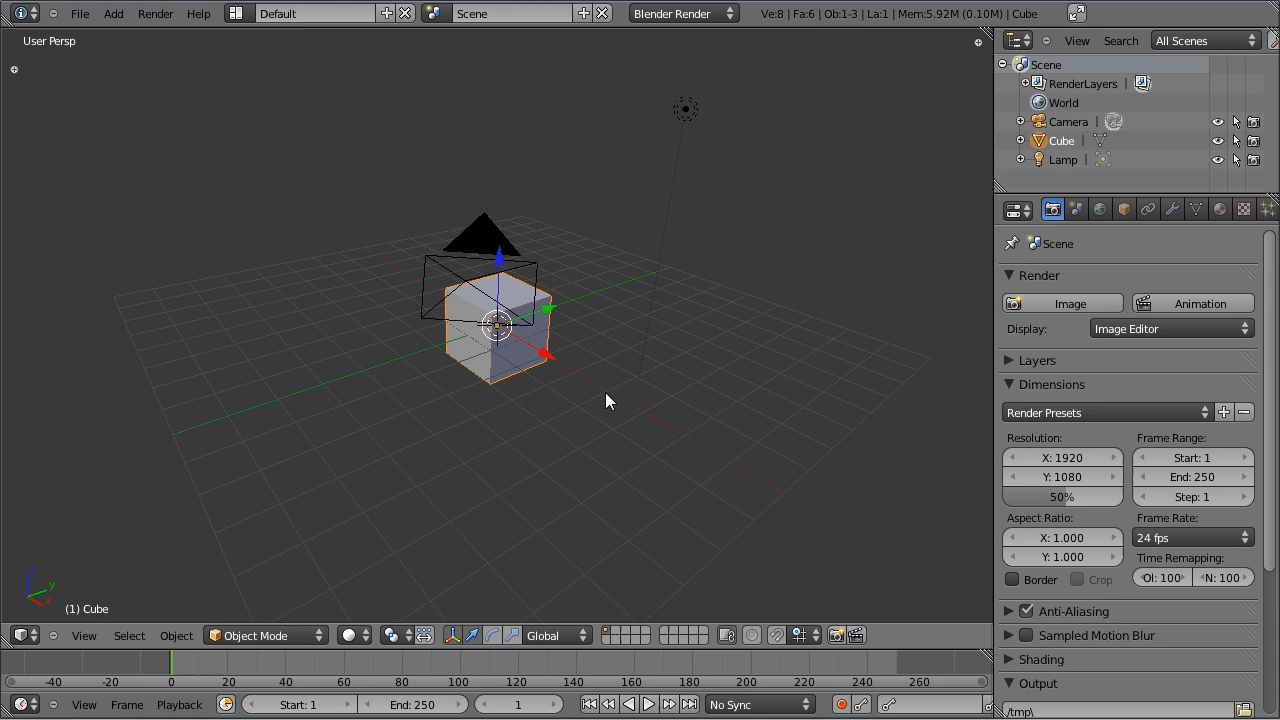 File Add Render Help Default Scene Blender Render Ve:8 | Fa:6 | Ob:1-3 | La:1 | Mem:5.92M (0.10M) | Cube
User Persp
View Search All Scenes
Scene
RenderLayers |
World
Camera |
Cube |
Lamp |
Scene
Render
Image Animation
Display: Image Editor
Layers
Dimensions
Render Presets
Resolution: Frame Range:
X: 1920 Start: 1
Y: 1080 End: 250
50% Step: 1
Aspect Ratio: Frame Rate:
X: 1.000 24 fps
Y: 1.000 Time Remapping:
Border Crop Ol: 100 N: 100
Anti-Aliasing
Sampled Motion Blur
Shading
Output
/tmp\
z
y
x
(1) Cube
View Select Object Object Mode Global
-40 -20 0 20 40 60 80 100 120 140 160 180 200 220 240 260
View Frame Playback Start: 1 End: 250 1 No Sync